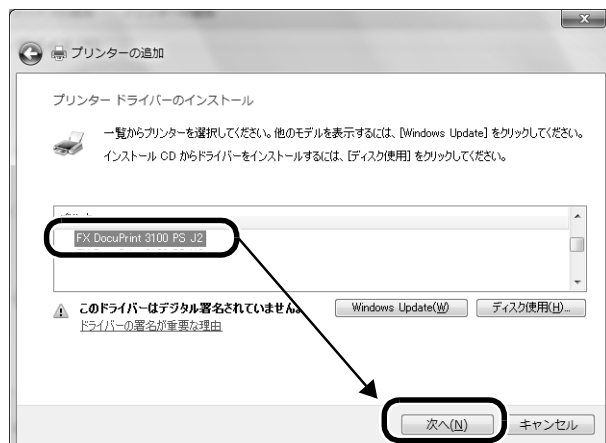 プリンターの追加
プリンター ドライバーのインストール
一覧からプリンターを選択してください。他のモデルを表示するには、[Windows Update] をクリックしてください。
インストール CD からドライバーをインストールするには、[ディスク使用] をクリックしてください。
FX DocuPrint 3100 PS J2
このドライバーはデジタル署名されていません。
Windows Update(W)
ディスク使用(H)...
ドライバーの署名が重要な理由
次へ(N)
キャンセル